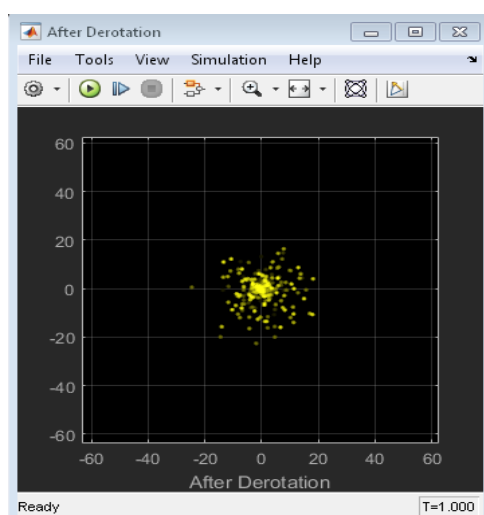 After Derotation
File Tools View Simulation Help
60
40
20
0
-20
-40
-60
-60 -40 -20 0 20 40 60
After Derotation
Ready T=1.000